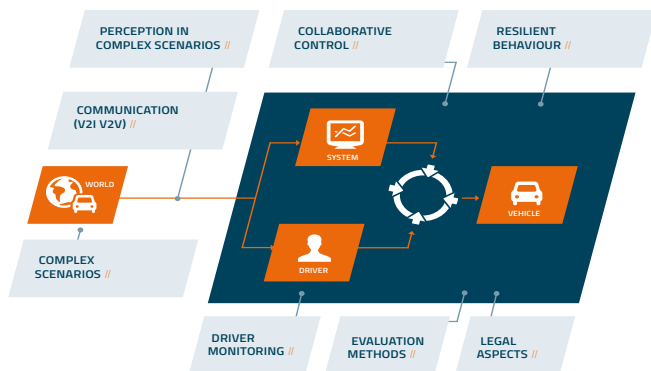 PERCEPTION IN
COMPLEX SCENARIOS //
COLLABORATIVE
CONTROL //
RESILIENT
BEHAVIOUR //
COMMUNICATION
(V2I V2V) //
SYSTEM
WORLD
VEHICLE
DRIVER
COMPLEX
SCENARIOS //
DRIVER
MONITORING //
EVALUATION
METHODS //
LEGAL
ASPECTS //